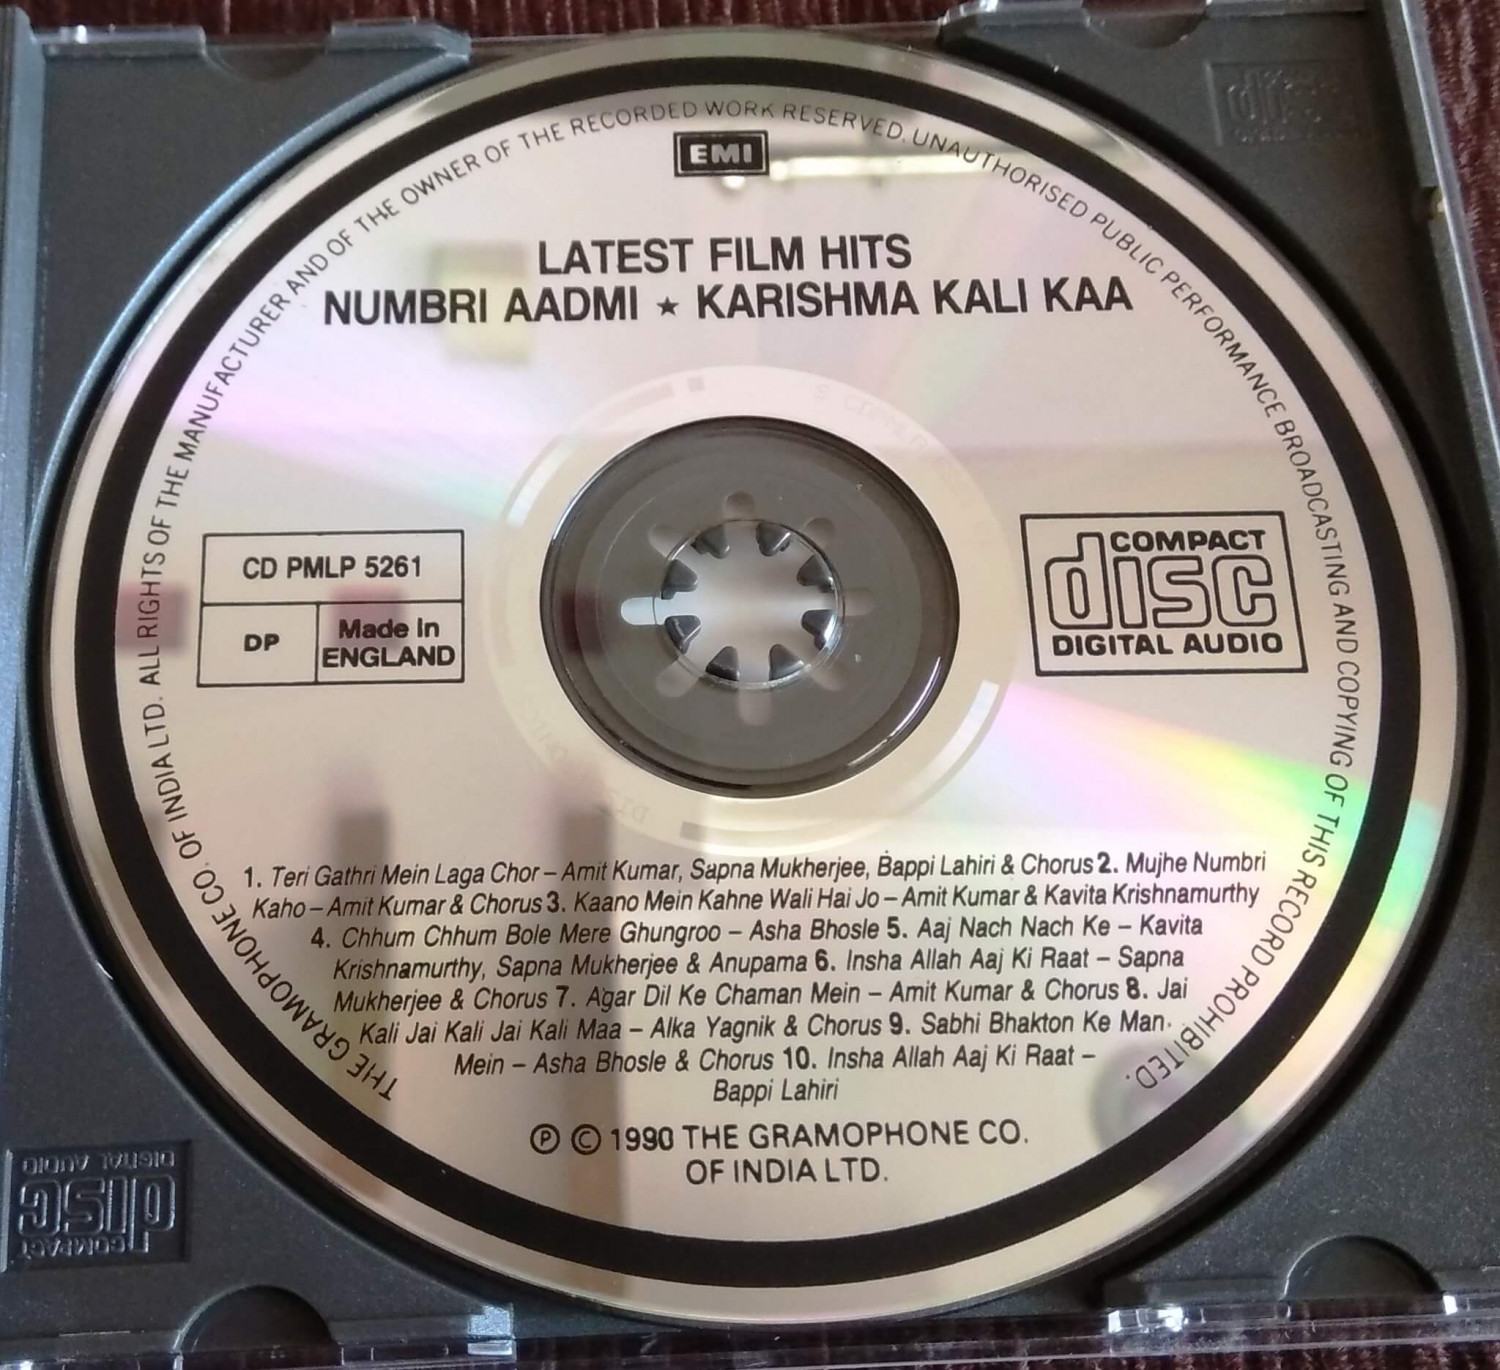 THE GRAMOPHONE CO. OF INDIA LTD. ALL RIGHTS OF THE MANUFACTURER AND OF THE OWNER OF THE RECORDED WORK RESERVED. UNAUTHORISED PUBLIC PERFORMANCE BROADCASTING AND COPYING OF THIS RECORD PROHIBITED.
EMI
LATEST FILM HITS
NUMBRI AADMI ★ KARISHMA KALI KAA
CD PMLP 5261
DP
Made in
ENGLAND
COMPACT
disc
DIGITAL AUDIO
1. Teri Gathri Mein Laga Chor – Amit Kumar, Sapna Mukherjee, Bappi Lahiri & Chorus 2. Mujhe Numbri
Kaho – Amit Kumar & Chorus 3. Kaano Mein Kahne Wali Hai Jo – Amit Kumar & Kavita Krishnamurthy
4. Chhum Chhum Bole Mere Ghungroo – Asha Bhosle 5. Aaj Nach Nach Ke – Kavita
Krishnamurthy, Sapna Mukherjee & Anupama 6. Insha Allah Aaj Ki Raat – Sapna
Mukherjee & Chorus 7. Agar Dil Ke Chaman Mein – Amit Kumar & Chorus 8. Jai
Kali Jai Kali Jai Kali Maa – Alka Yagnik & Chorus 9. Sabhi Bhakton Ke Man
Mein – Asha Bhosle & Chorus 10. Insha Allah Aaj Ki Raat –
Bappi Lahiri
℗ © 1990 THE GRAMOPHONE CO.
OF INDIA LTD.
COMPACT
disc
DIGITAL AUDIO
disc